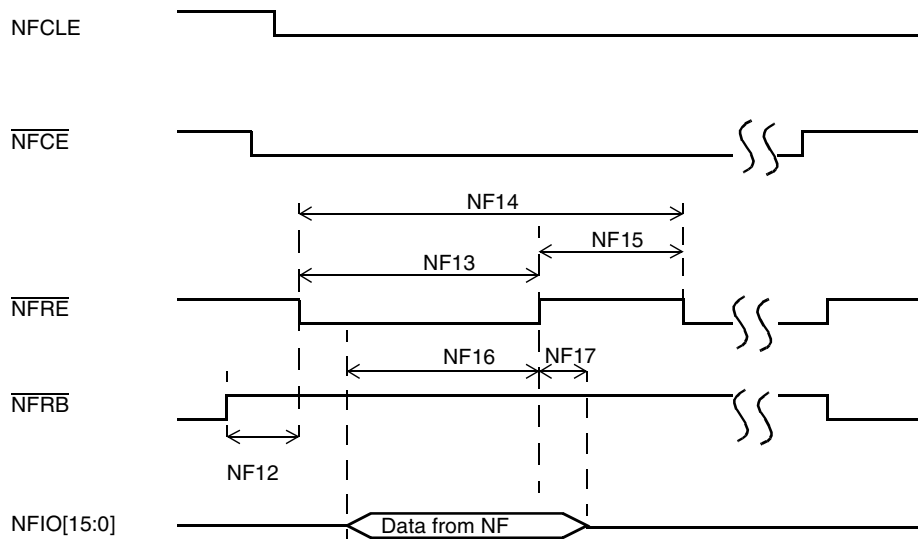 NFCLE
NFCE
NF14
NF15
NF13
NFRE
NF16
NF17
NFRB
NF12
NFIO[15:0]
Data from NF